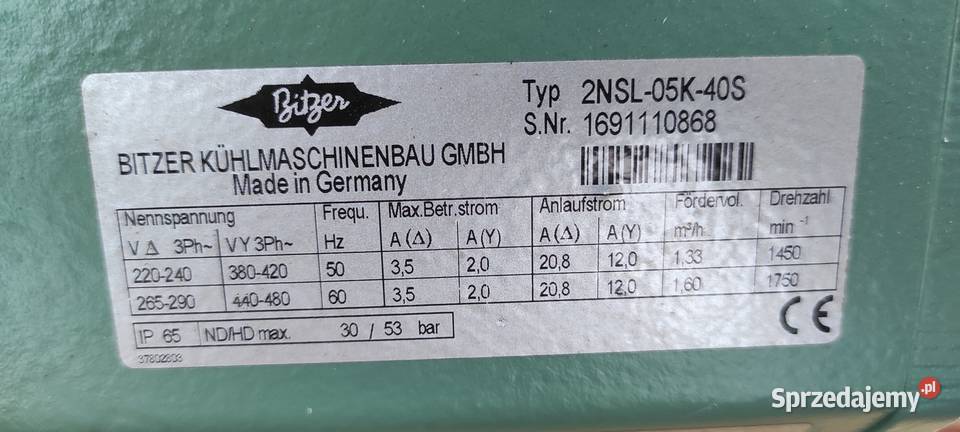 Bitzer
Typ 2NSL-05K-40S
S.Nr. 1691110868
BITZER KÜHLMASCHINENBAU GMBH
Made in Germany
Nennspannung Frequ. Max.Betr.strom Anlaufstrom Fördervol. Drehzahl
V Δ 3Ph~ VY 3Ph~ Hz A (Δ) A (Y) A (Δ) A (Y) m³/h min -1
220-240 380-420 50 3,5 2,0 20,8 12,0 1,33 1450
265-290 440-480 60 3,5 2,0 20,8 12,0 1,60 1750
IP 65 ND/HD max. 30 / 53 bar
CE
37802803
Sprzedajemy.pl